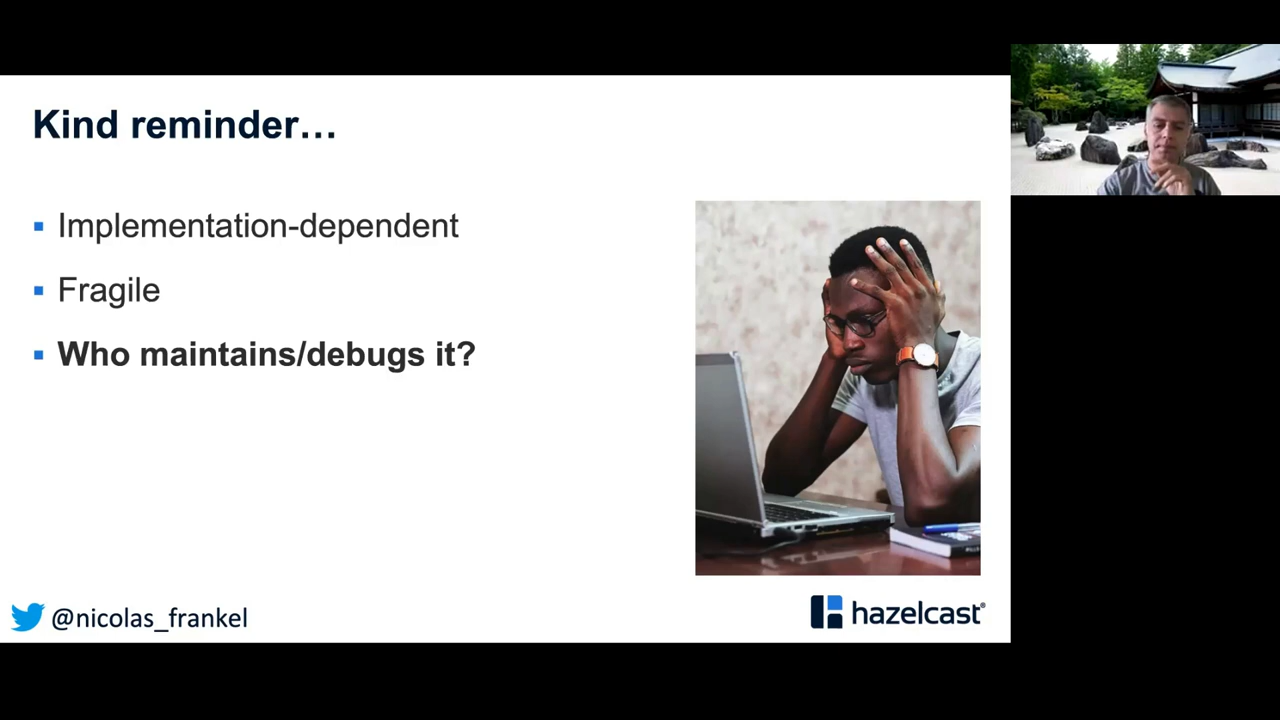 Kind reminder…
Implementation-dependent
Fragile
Who maintains/debugs it?
@nicolas_frankel
hazelcast®